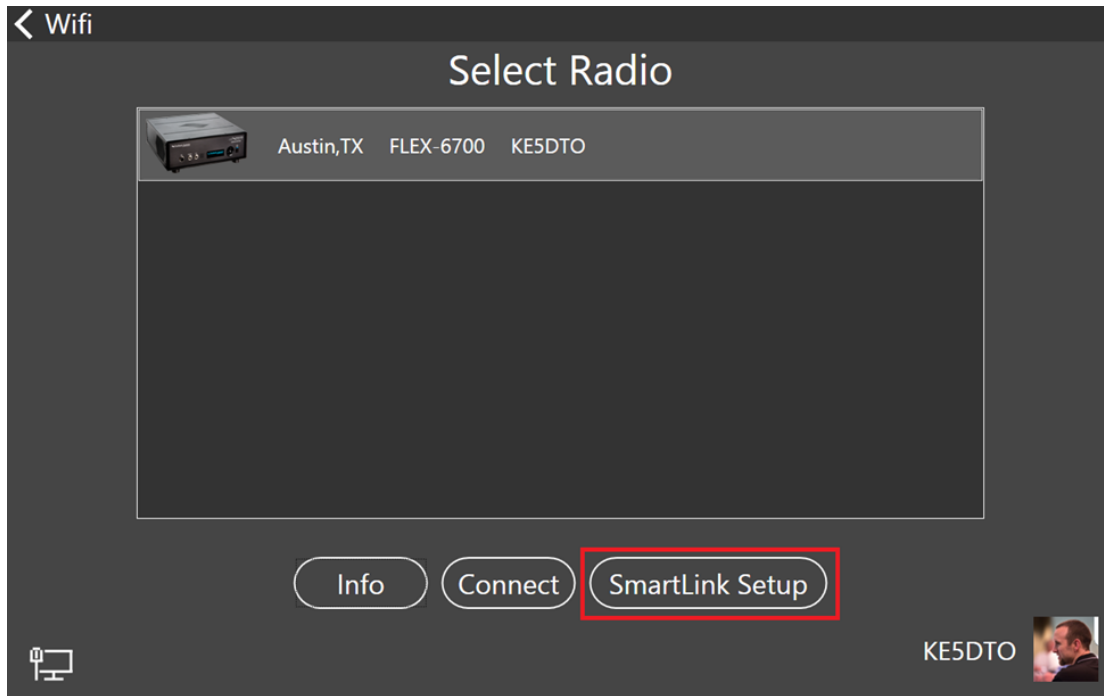 Wifi
Select Radio
Austin,TX FLEX-6700 KE5DTO
Info Connect SmartLink Setup
KE5DTO